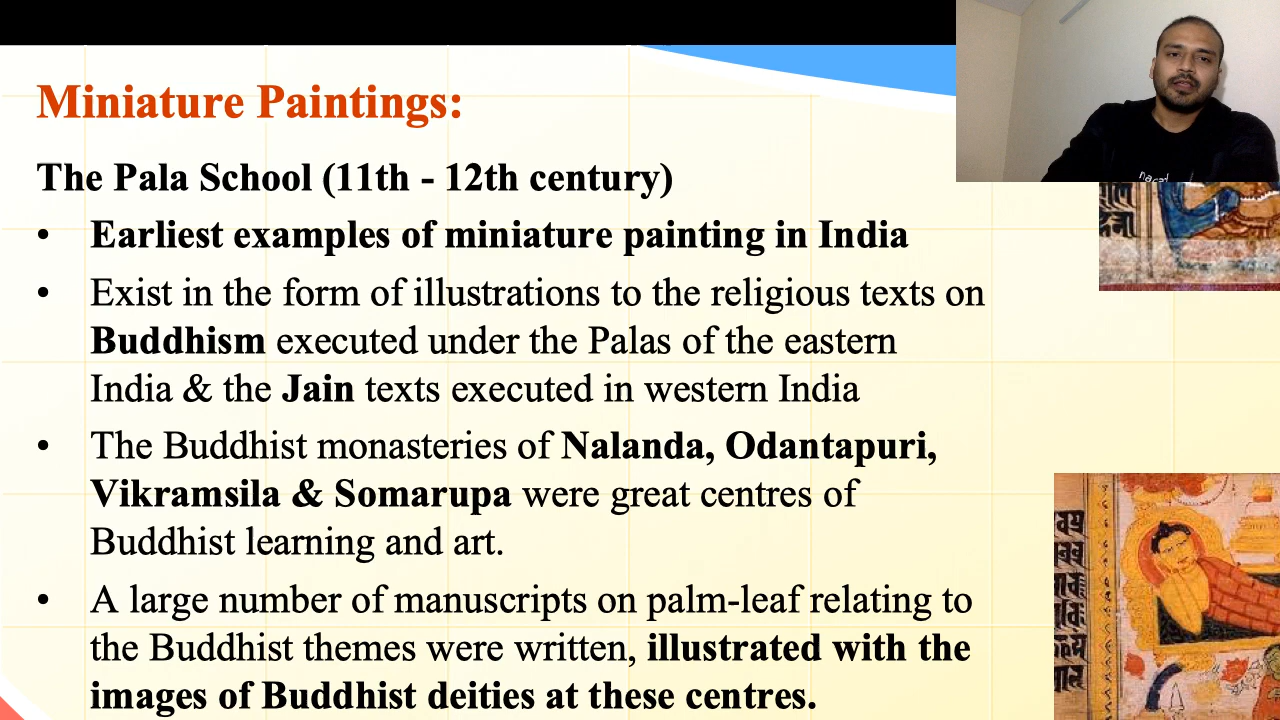 Miniature Paintings:
The Pala School (11th - 12th century)
• Earliest examples of miniature painting in India
• Exist in the form of illustrations to the religious texts on
Buddhism executed under the Palas of the eastern
India & the Jain texts executed in western India
• The Buddhist monasteries of Nalanda, Odantapuri,
Vikramsila & Somarupa were great centres of
Buddhist learning and art.
• A large number of manuscripts on palm-leaf relating to
the Buddhist themes were written, illustrated with the
images of Buddhist deities at these centres.